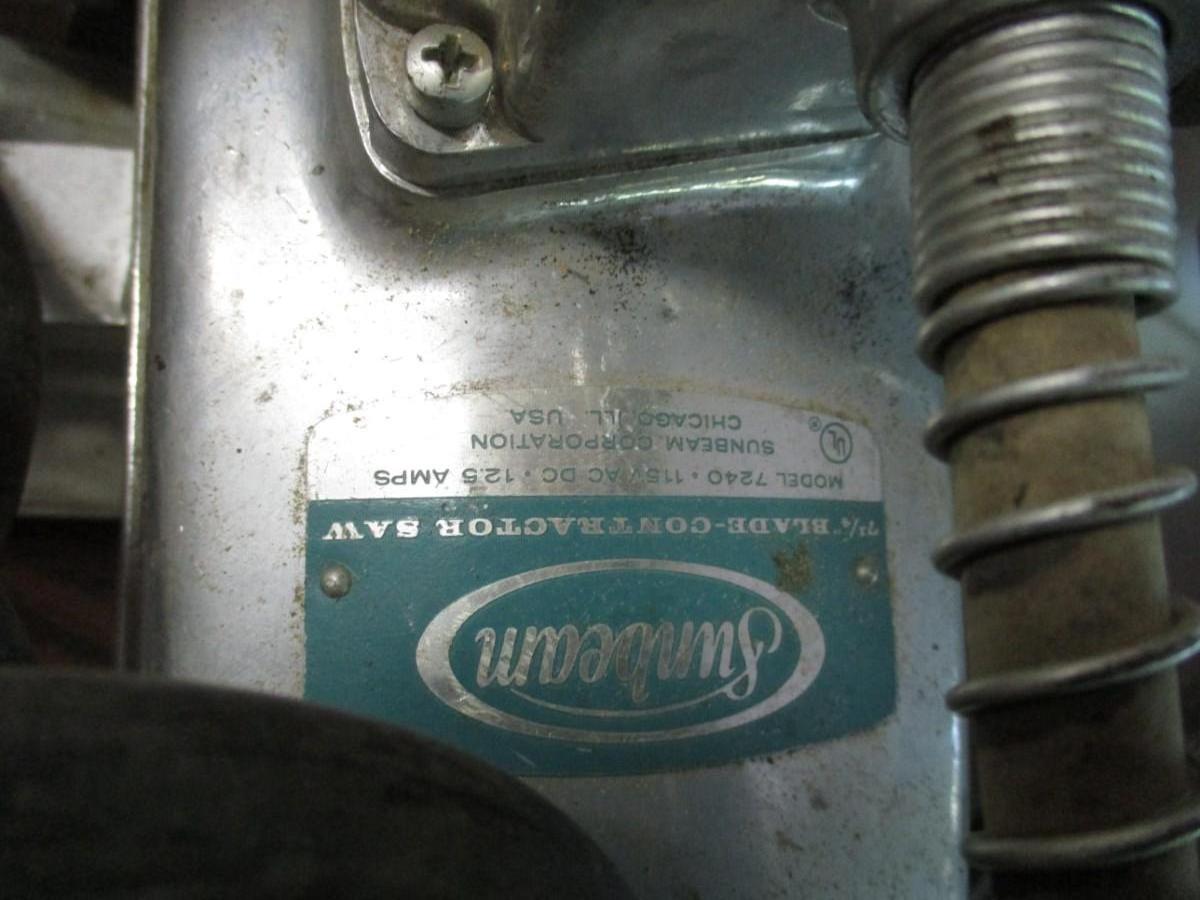 Sunbeam
7¼" BLADE-CONTRACTOR SAW
MODEL 7240 • 115V AC DC • 12.5 AMPS
SUNBEAM CORPORATION
CHICAGO, ILL. USA
UL ®